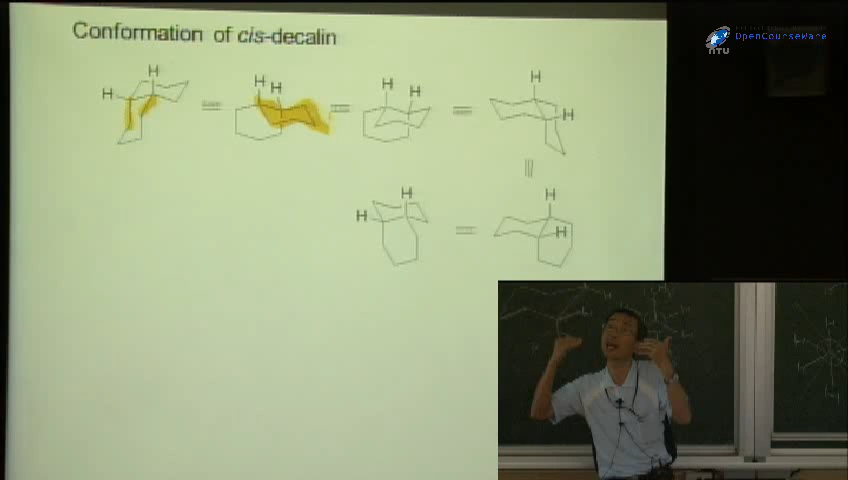 Conformation of cis-decalin
NTU OpenCourseWare
H H H H H H H H
H H H H